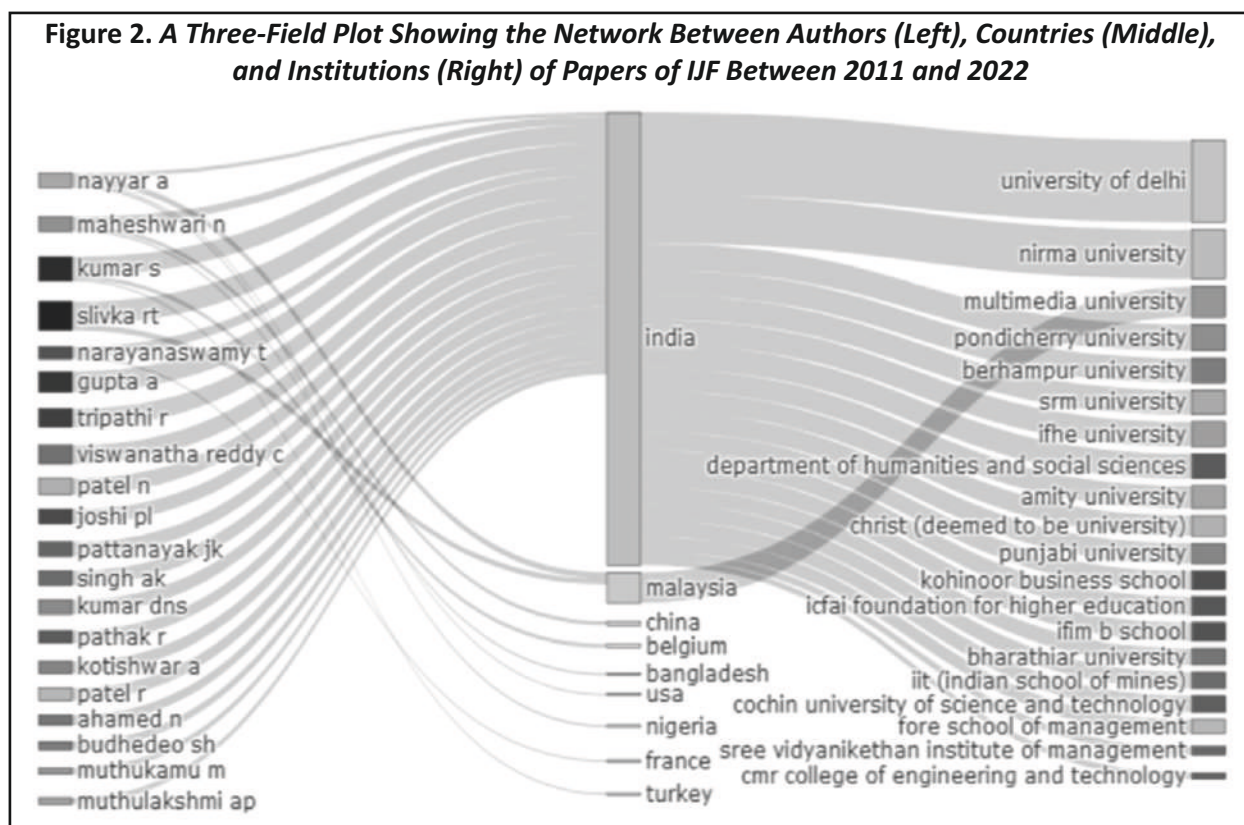 Figure 2. A Three-Field Plot Showing the Network Between Authors (Left), Countries (Middle),
and Institutions (Right) of Papers of IJF Between 2011 and 2022
nayyar a
maheshwari n
kumar s
slivka rt
narayanaswamy t
gupta a
tripathi r
viswanatha reddy c
patel n
joshi pl
pattanayak jk
singh ak
kumar dns
pathak r
kotishwar a
patel r
ahamed n
budhedeo sh
muthukamu m
muthulakshmi ap
india
malaysia
china
belgium
bangladesh
usa
nigeria
france
turkey
university of delhi
nirma university
multimedia university
pondicherry university
berhampur university
srm university
ifhe university
department of humanities and social sciences
amity university
christ (deemed to be university)
punjabi university
kohinoor business school
icfai foundation for higher education
ifim b school
bharathiar university
iit (indian school of mines)
cochin university of science and technology
fore school of management
sree vidyanikethan institute of management
cmr college of engineering and technology